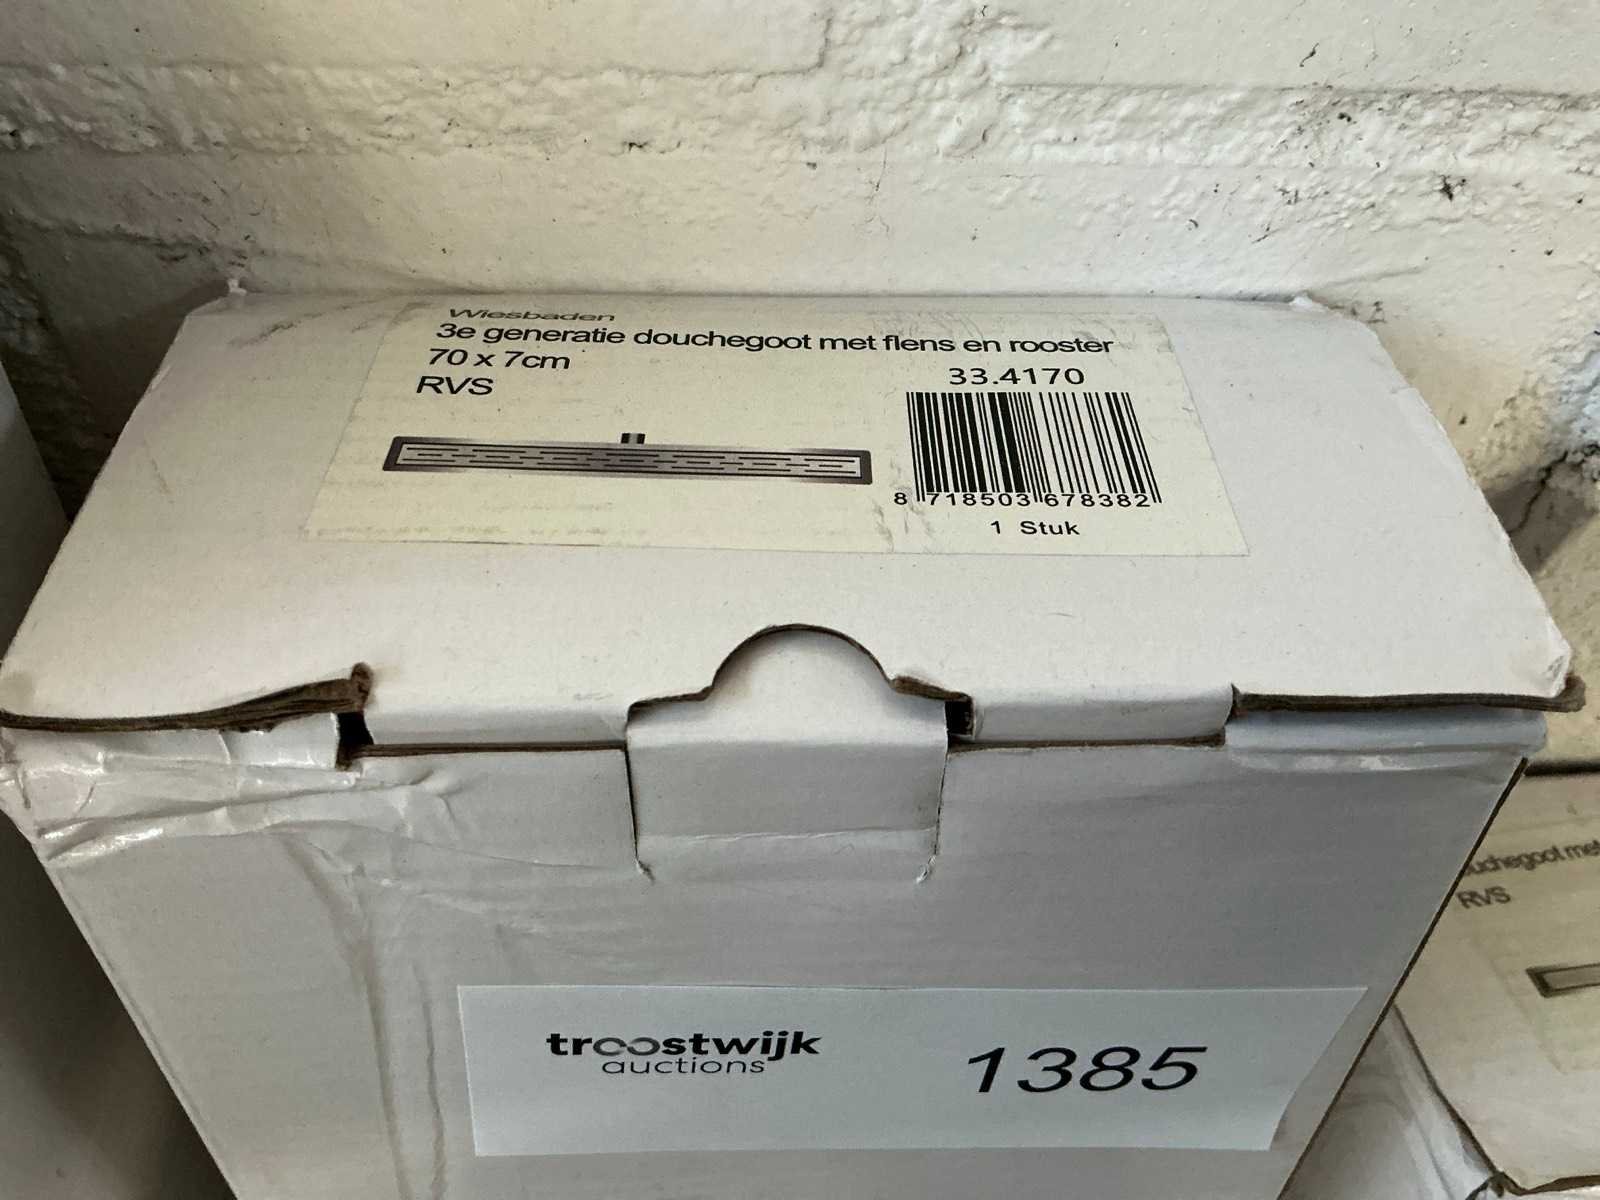 Wiesbaden
3e generatie douchegoot met flens en rooster
70 x 7cm
RVS
33.4170
8 718503 678382
1 Stuk
troostwijk
auctions
1385
met
RVS